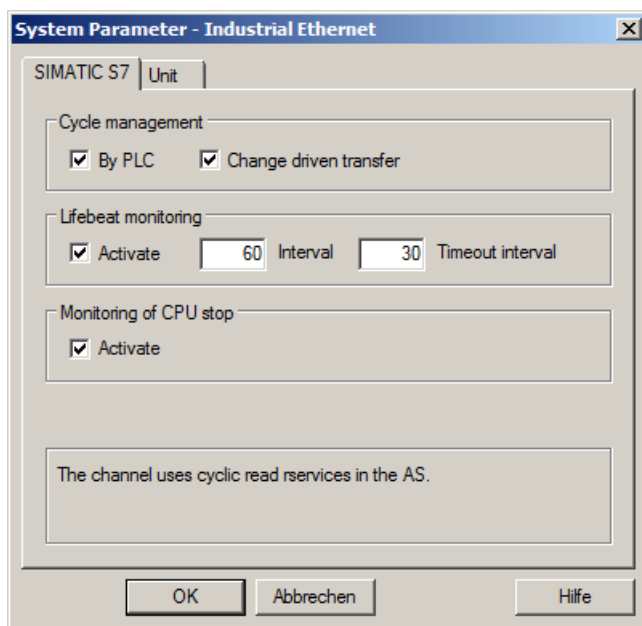 System Parameter - Industrial Ethernet
SIMATIC S7 Unit
Cycle management
By PLC Change driven transfer
Lifebeat monitoring
Activate 60 Interval 30 Timeout interval
Monitoring of CPU stop
Activate
The channel uses cyclic read rservices in the AS.
OK Abbrechen Hilfe